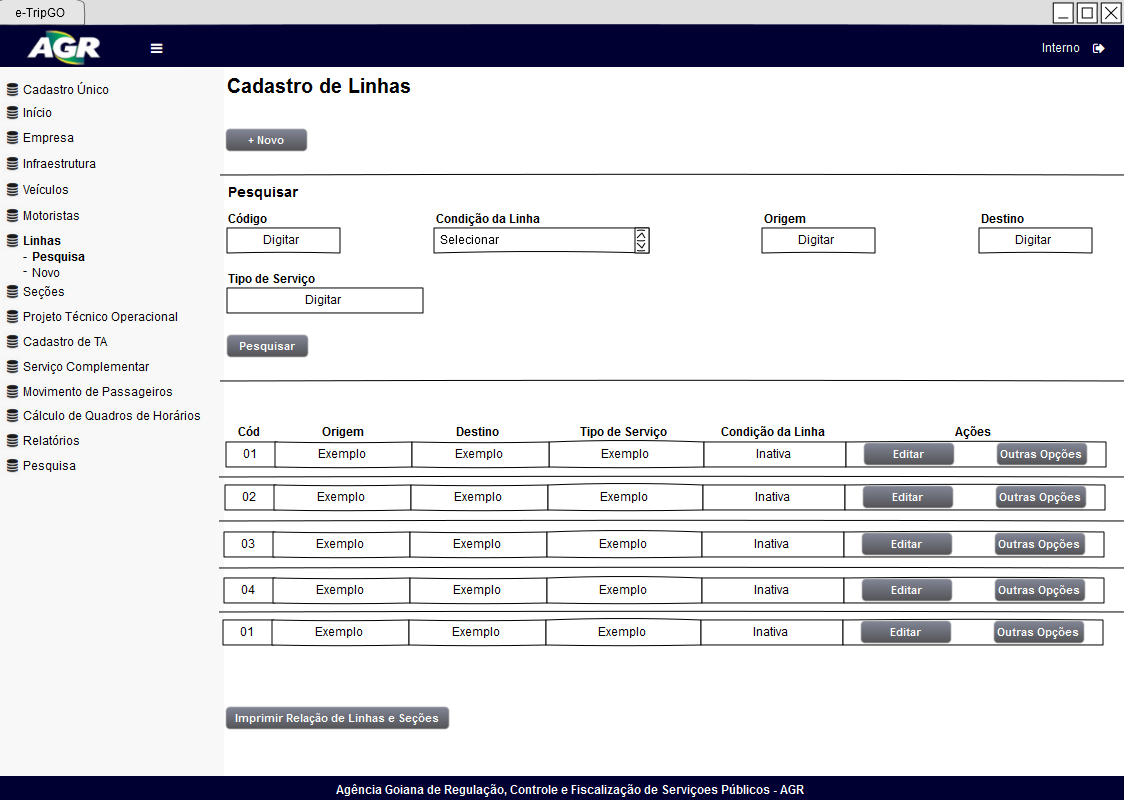 e-TripGO
AGR
Interno
Cadastro Único
Início
Empresa
Infraestrutura
Veículos
Motoristas
Linhas
- Pesquisa
- Novo
Seções
Projeto Técnico Operacional
Cadastro de TA
Serviço Complementar
Movimento de Passageiros
Cálculo de Quadros de Horários
Relatórios
Pesquisa
Cadastro de Linhas
+ Novo
Pesquisar
Código Condição da Linha Origem Destino
Digitar Selecionar Digitar Digitar
Tipo de Serviço
Digitar
Pesquisar
Cód Origem Destino Tipo de Serviço Condição da Linha Ações
01 Exemplo Exemplo Exemplo Inativa Editar Outras Opções
02 Exemplo Exemplo Exemplo Inativa Editar Outras Opções
03 Exemplo Exemplo Exemplo Inativa Editar Outras Opções
04 Exemplo Exemplo Exemplo Inativa Editar Outras Opções
01 Exemplo Exemplo Exemplo Inativa Editar Outras Opções
Imprimir Relação de Linhas e Seções
Agência Goiana de Regulação, Controle e Fiscalização de Serviçoes Públicos - AGR